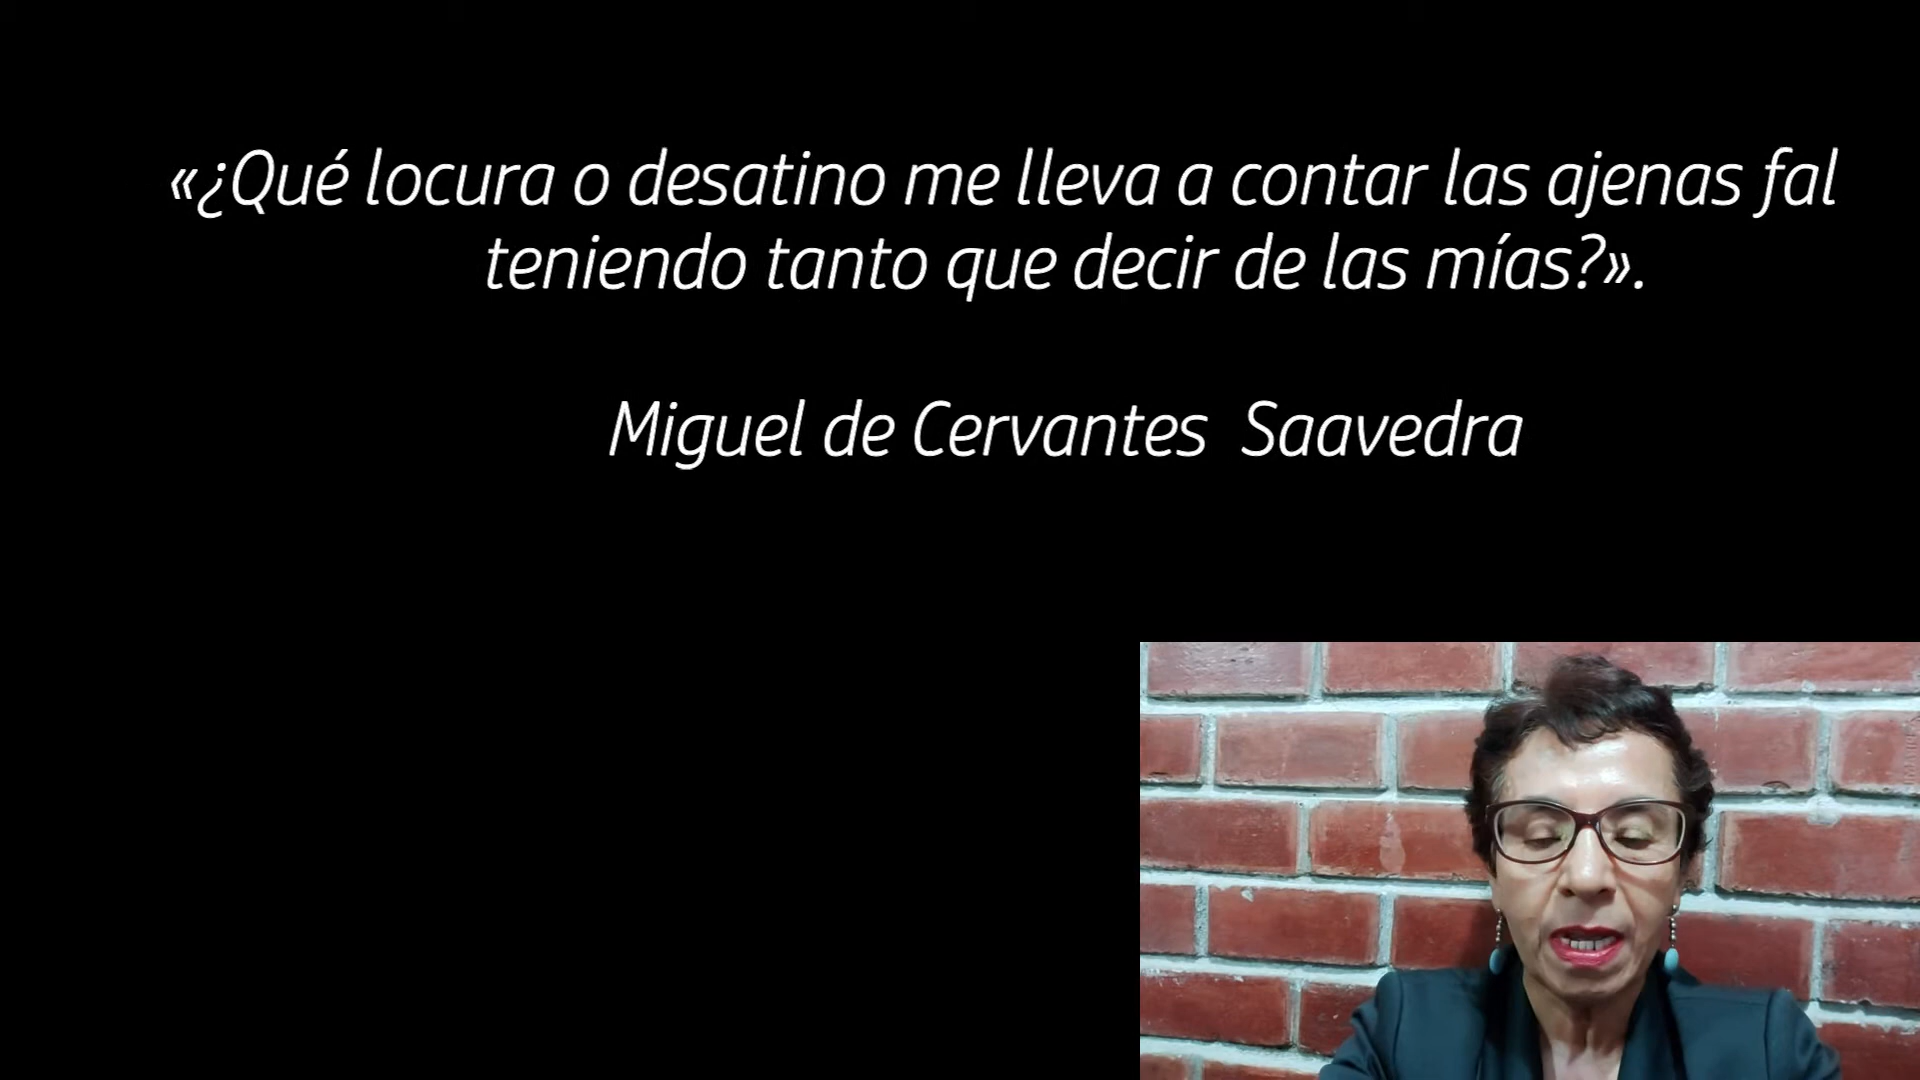 «¿Qué locura o desatino me lleva a contar las ajenas fal
teniendo tanto que decir de las mías?».
Miguel de Cervantes Saavedra